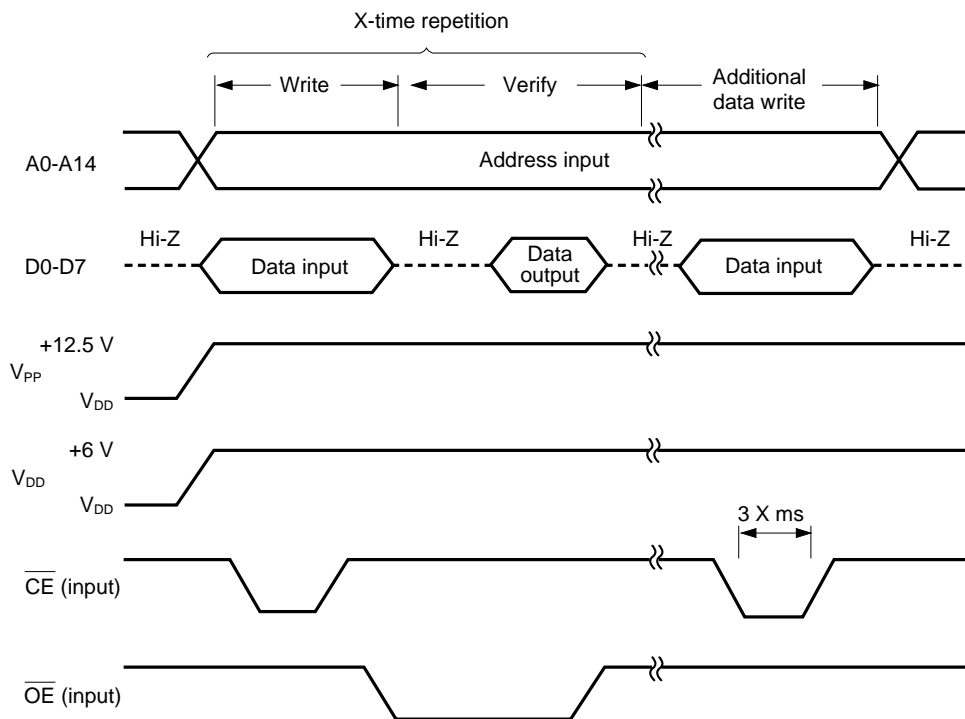 X-time repetition
Write
Verify
Additional
data write
A0-A14
Address input
Hi-Z
Hi-Z
Hi-Z
Hi-Z
D0-D7
Data input
Data
output
Data input
+12.5 V
VPP
VDD
+6 V
VDD
VDD
3 X ms
CE (input)
OE (input)